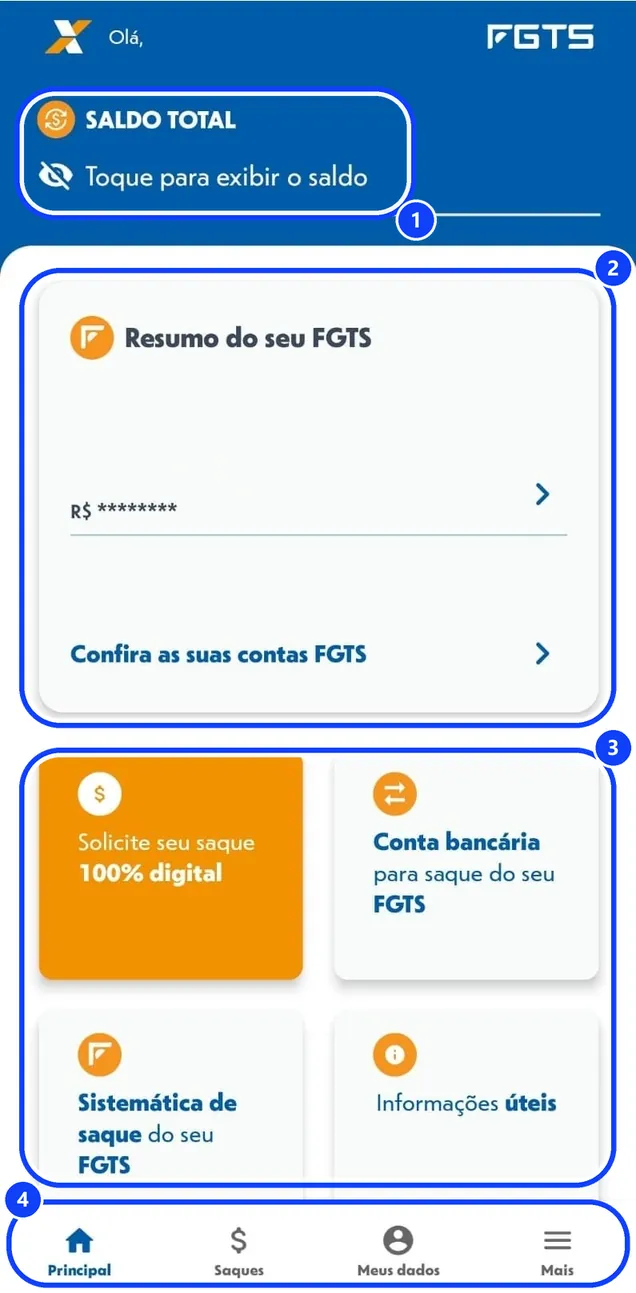 Olá,
FGTS
SALDO TOTAL
Toque para exibir o saldo
1
2
Resumo do seu FGTS
R$ ********
Confira as suas contas FGTS
3
$
Solicite seu saque
100% digital
Conta bancária
para saque do seu
FGTS
Sistemática de
saque do seu
FGTS
Informações úteis
4
Principal
Saques
Meus dados
Mais